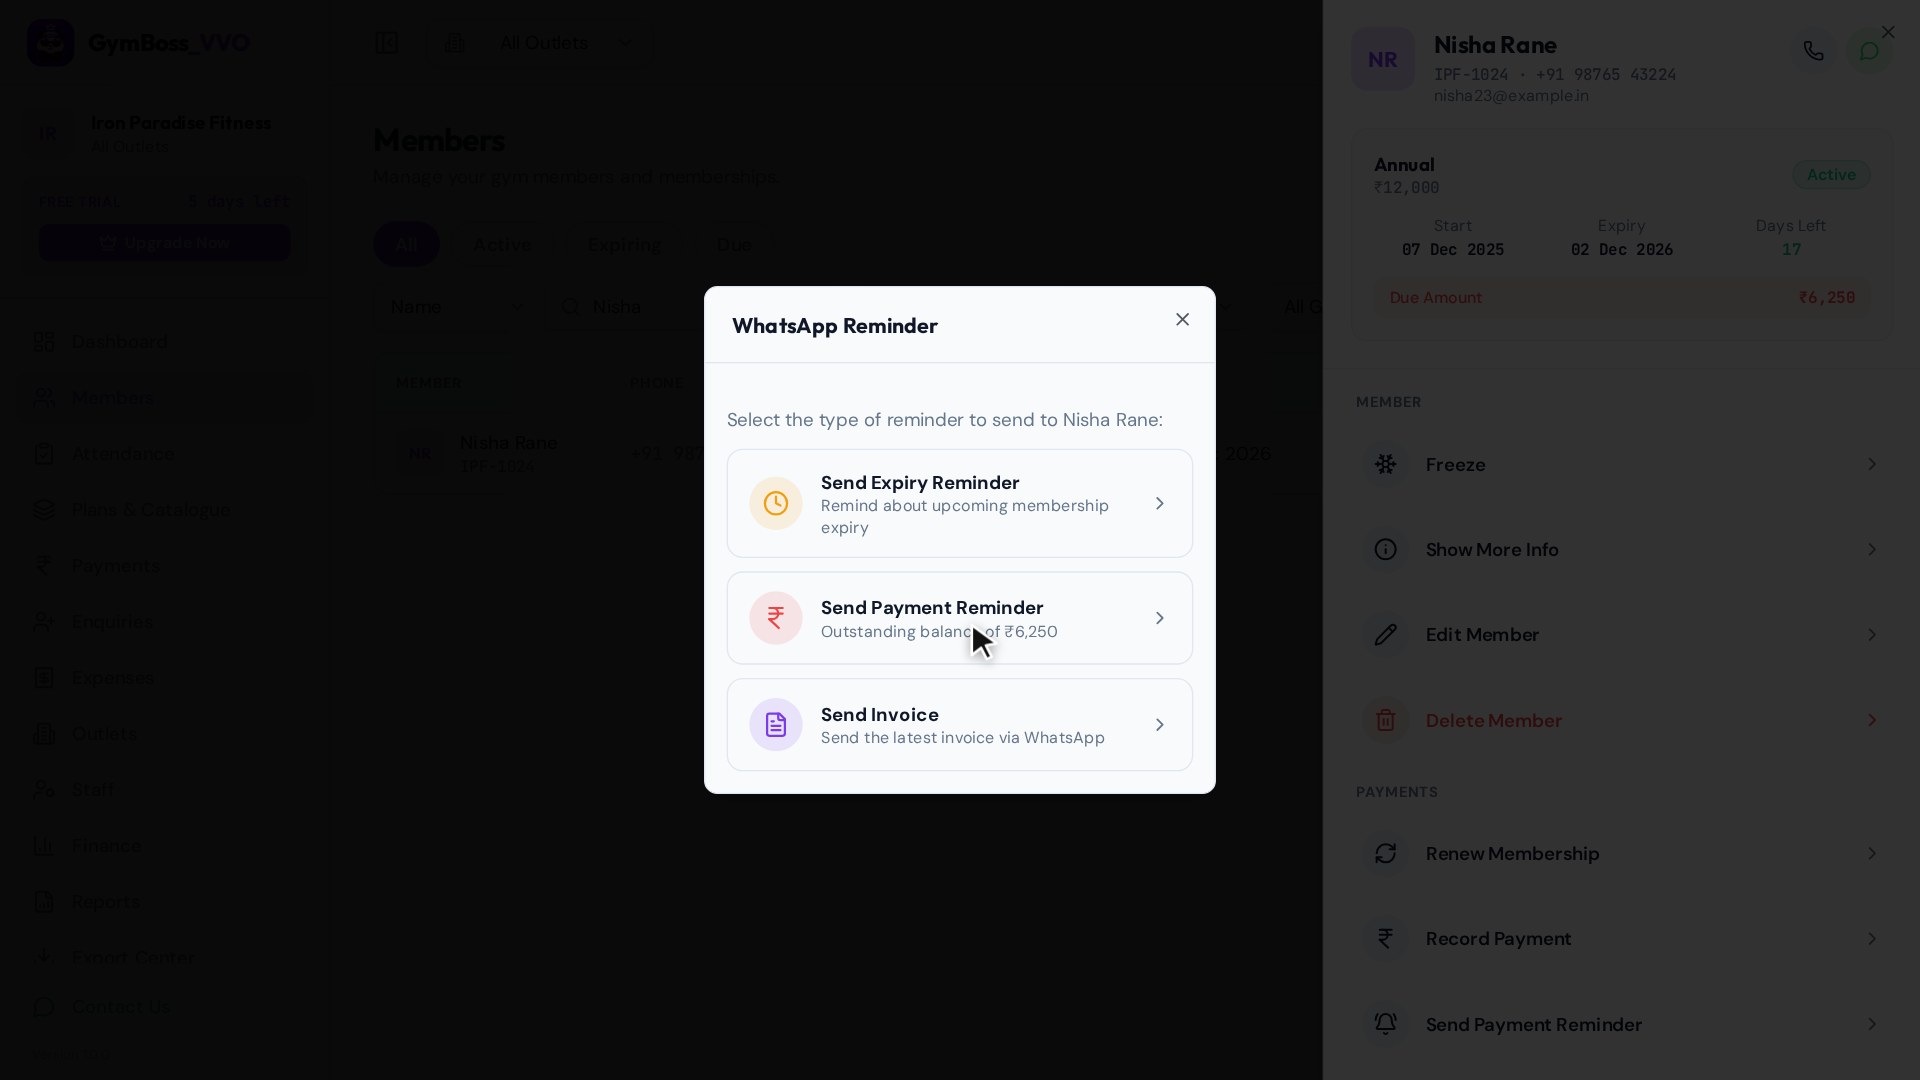 GymBoss_VVO
Iron Paradise Fitness
All Outlets
FREE TRIAL
5 days left
Upgrade Now
Dashboard
Members
Attendance
Plans & Catalogue
Payments
Enquiries
Expenses
Outlets
Staff
Finance
Reports
Export Center
Contact Us
All Outlets
Members
Manage your gym members and memberships.
All
Active
Expiring
Due
Name
Nisha
All G
MEMBER
PHONE
NR
Nisha Rane
IPF-1024
+91 987
2026
WhatsApp Reminder
Select the type of reminder to send to Nisha Rane:
Send Expiry Reminder
Remind about upcoming membership
expiry
Send Payment Reminder
Outstanding balance of ₹6,250
Send Invoice
Send the latest invoice via WhatsApp
NR
Nisha Rane
IPF-1024 · +91 98765 43224
nisha23@example.in
Annual
₹12,000
Active
Start
Expiry
Days Left
07 Dec 2025
02 Dec 2026
17
Due Amount
₹6,250
MEMBER
Freeze
Show More Info
Edit Member
Delete Member
PAYMENTS
Renew Membership
Record Payment
Send Payment Reminder